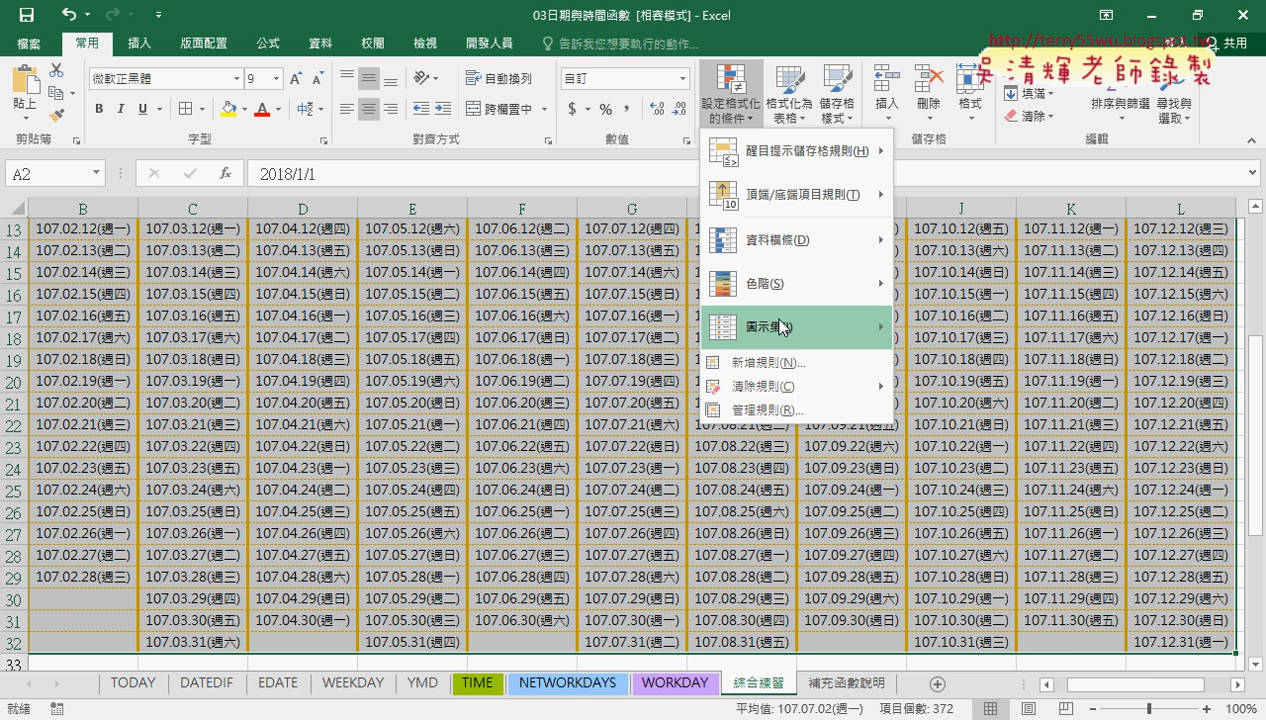 03日期與時間函數 [相容模式] - Excel
http://terry55wu.blogspot.tw
吳清輝老師錄製
檔案 常用 插入 版面配置 公式 資料 校閱 檢視 開發人員 告訴我您想要執行的動作... 共用
貼上 微軟正黑體 9 自動換列 跨欄置中 自訂 設定格式化的條件 格式化為表格 儲存格樣式 插入 刪除 格式 填滿 清除 排序與篩選 尋找與選取
剪貼簿 字型 對齊方式 數值 儲存格 編輯
A2 fx 2018/1/1
醒目提示儲存格規則(H)
頂端/底端項目規則(T)
資料橫條(D)
色階(S)
圖示集
新增規則(N)...
清除規則(C)
管理規則(R)...
B C D E F G J K L
13 107.02.12(週一) 107.03.12(週一) 107.04.12(週四) 107.05.12(週六) 107.06.12(週二) 107.07.12(週四) 107.10.12(週五) 107.11.12(週一) 107.12.12(週三)
14 107.02.13(週二) 107.03.13(週二) 107.04.13(週五) 107.05.13(週日) 107.06.13(週三) 107.07.13(週五) 107.10.13(週六) 107.11.13(週二) 107.12.13(週四)
15 107.02.14(週三) 107.03.14(週三) 107.04.14(週六) 107.05.14(週一) 107.06.14(週四) 107.07.14(週六) 107.10.14(週日) 107.11.14(週三) 107.12.14(週五)
16 107.02.15(週四) 107.03.15(週四) 107.04.15(週日) 107.05.15(週二) 107.06.15(週五) 107.07.15(週日) 107.10.15(週一) 107.11.15(週四) 107.12.15(週六)
17 107.02.16(週五) 107.03.16(週五) 107.04.16(週一) 107.05.16(週三) 107.06.16(週六) 107.07.16(週一) 107.10.16(週二) 107.11.16(週五) 107.12.16(週日)
18 107.02.17(週六) 107.03.17(週六) 107.04.17(週二) 107.05.17(週四) 107.06.17(週日) 107.07.17(週二) 107.10.17(週三) 107.11.17(週六) 107.12.17(週一)
19 107.02.18(週日) 107.03.18(週日) 107.04.18(週三) 107.05.18(週五) 107.06.18(週一) 107.07.18(週三) 107.10.18(週四) 107.11.18(週日) 107.12.18(週二)
20 107.02.19(週一) 107.03.19(週一) 107.04.19(週四) 107.05.19(週六) 107.06.19(週二) 107.07.19(週四) 107.10.19(週五) 107.11.19(週一) 107.12.19(週三)
21 107.02.20(週二) 107.03.20(週二) 107.04.20(週五) 107.05.20(週日) 107.06.20(週三) 107.07.20(週五) 107.10.20(週六) 107.11.20(週二) 107.12.20(週四)
22 107.02.21(週三) 107.03.21(週三) 107.04.21(週六) 107.05.21(週一) 107.06.21(週四) 107.07.21(週六) 107.08.21(週二) 107.09.21(週五) 107.10.21(週日) 107.11.21(週三) 107.12.21(週五)
23 107.02.22(週四) 107.03.22(週四) 107.04.22(週日) 107.05.22(週二) 107.06.22(週五) 107.07.22(週日) 107.08.22(週三) 107.09.22(週六) 107.10.22(週一) 107.11.22(週四) 107.12.22(週六)
24 107.02.23(週五) 107.03.23(週五) 107.04.23(週一) 107.05.23(週三) 107.06.23(週六) 107.07.23(週一) 107.08.23(週四) 107.09.23(週日) 107.10.23(週二) 107.11.23(週五) 107.12.23(週日)
25 107.02.24(週六) 107.03.24(週六) 107.04.24(週二) 107.05.24(週四) 107.06.24(週日) 107.07.24(週二) 107.08.24(週五) 107.09.24(週一) 107.10.24(週三) 107.11.24(週六) 107.12.24(週一)
26 107.02.25(週日) 107.03.25(週日) 107.04.25(週三) 107.05.25(週五) 107.06.25(週一) 107.07.25(週三) 107.08.25(週六) 107.09.25(週二) 107.10.25(週四) 107.11.25(週日) 107.12.25(週二)
27 107.02.26(週一) 107.03.26(週一) 107.04.26(週四) 107.05.26(週六) 107.06.26(週二) 107.07.26(週四) 107.08.26(週日) 107.09.26(週三) 107.10.26(週五) 107.11.26(週一) 107.12.26(週三)
28 107.02.27(週二) 107.03.27(週二) 107.04.27(週五) 107.05.27(週日) 107.06.27(週三) 107.07.27(週五) 107.08.27(週一) 107.09.27(週四) 107.10.27(週六) 107.11.27(週二) 107.12.27(週四)
29 107.02.28(週三) 107.03.28(週三) 107.04.28(週六) 107.05.28(週一) 107.06.28(週四) 107.07.28(週六) 107.08.28(週二) 107.09.28(週五) 107.10.28(週日) 107.11.28(週三) 107.12.28(週五)
30 107.03.29(週四) 107.04.29(週日) 107.05.29(週二) 107.06.29(週五) 107.07.29(週日) 107.08.29(週三) 107.09.29(週六) 107.10.29(週一) 107.11.29(週四) 107.12.29(週六)
31 107.03.30(週五) 107.04.30(週一) 107.05.30(週三) 107.06.30(週六) 107.07.30(週一) 107.08.30(週四) 107.09.30(週日) 107.10.30(週二) 107.11.30(週五) 107.12.30(週日)
32 107.03.31(週六) 107.05.31(週四) 107.07.31(週二) 107.08.31(週五) 107.10.31(週三) 107.12.31(週一)
33
TODAY DATEDIF EDATE WEEKDAY YMD TIME NETWORKDAYS WORKDAY 綜合練習 補充函數說明
就緒 平均值: 107.07.02(週一) 項目個數: 372 100%